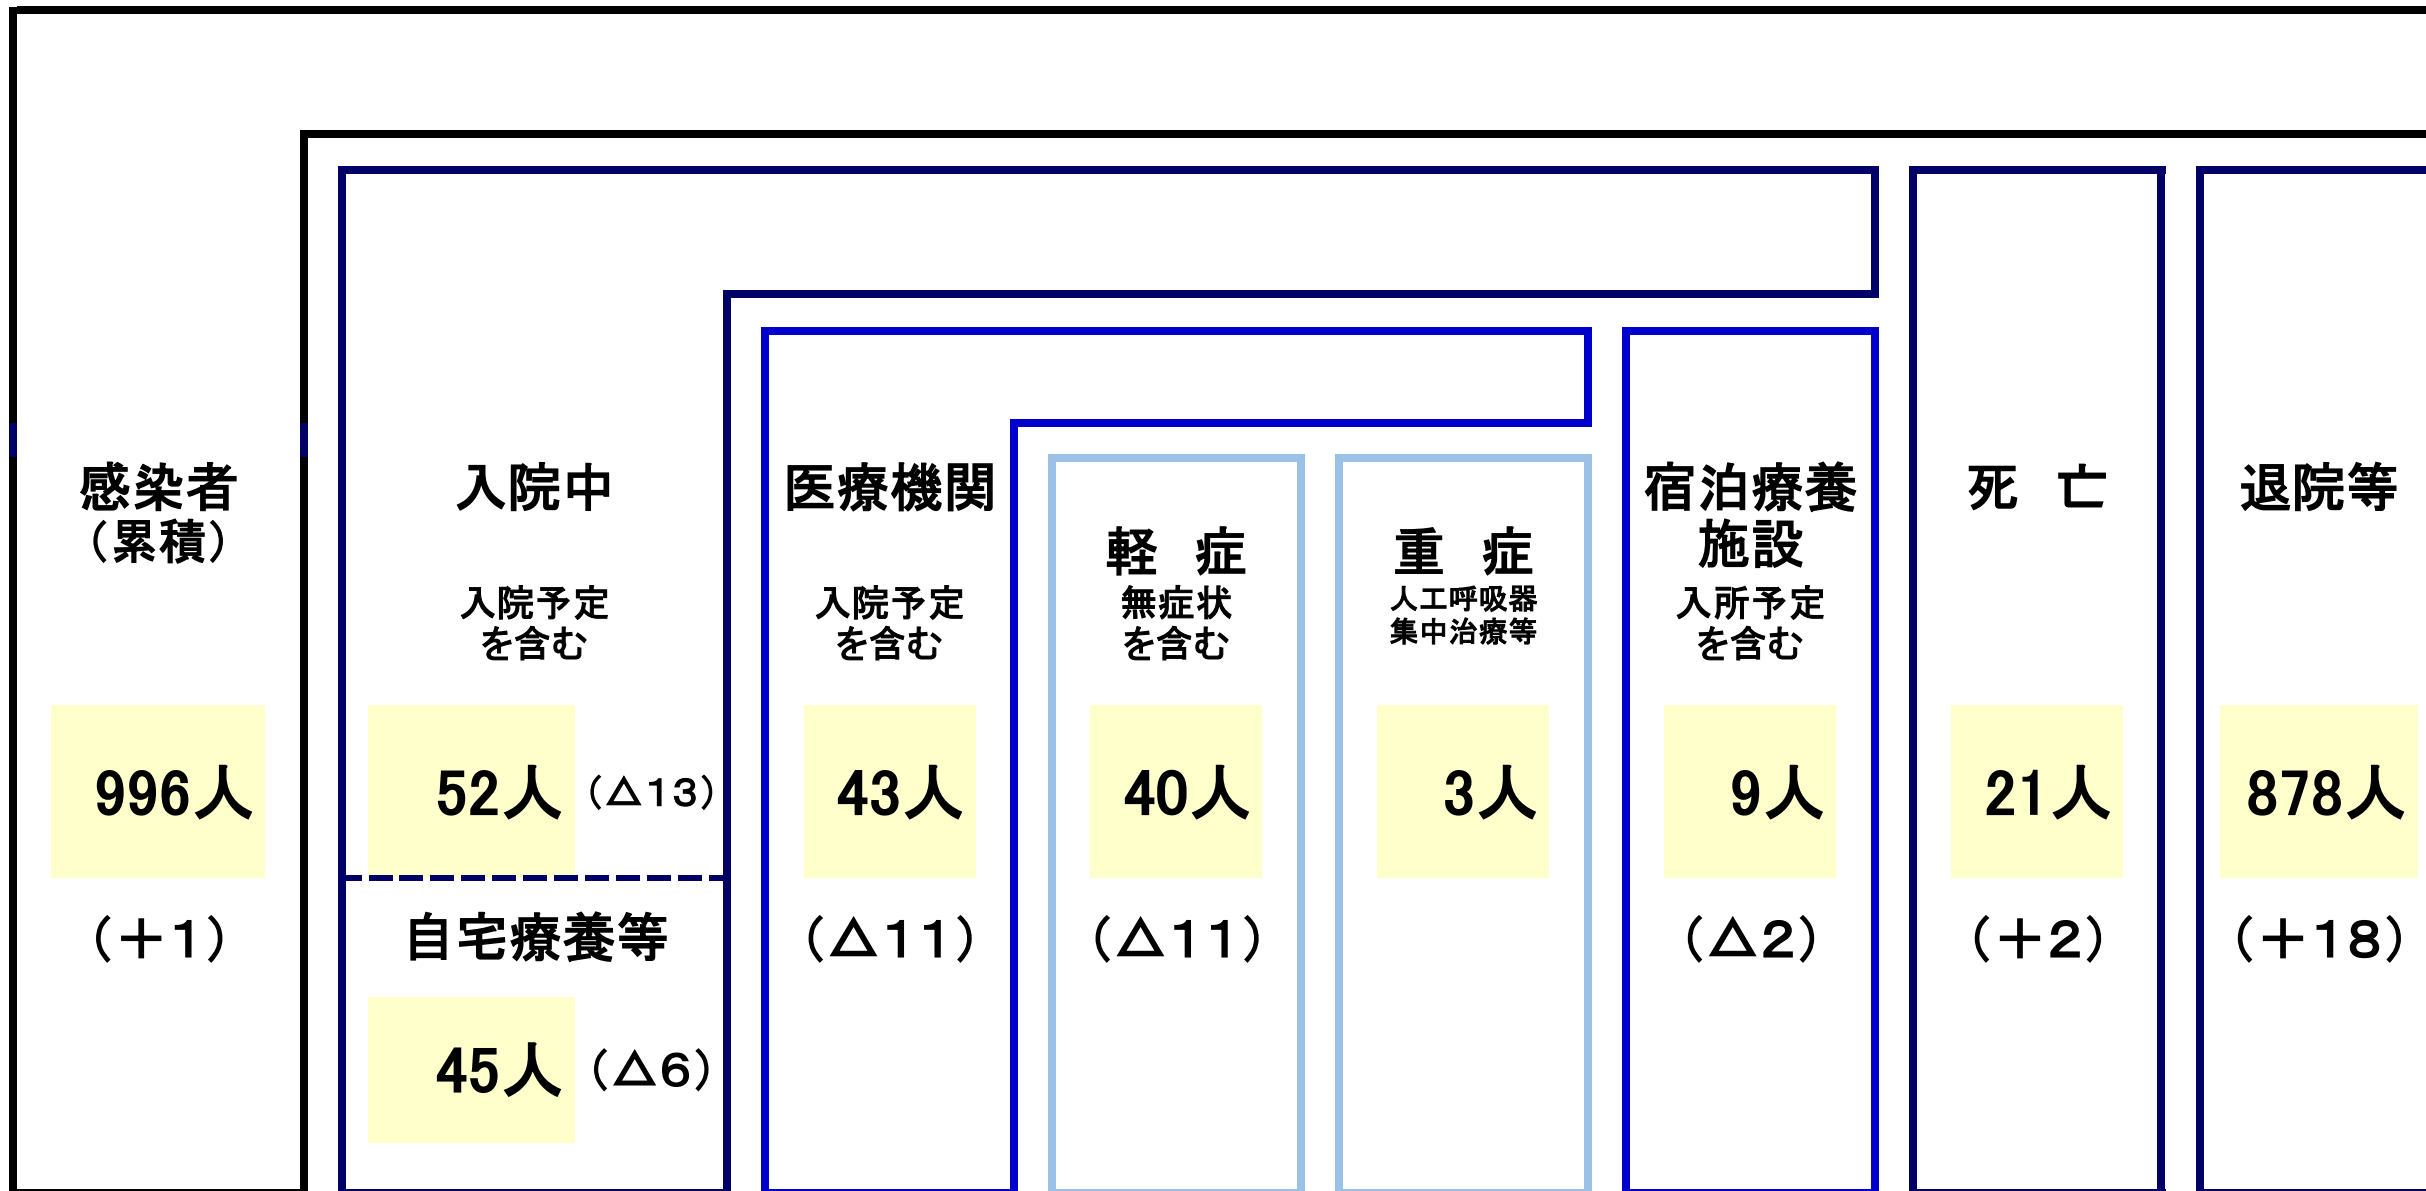 感染者
（累積）
996人
（＋１）
入院中
入院予定
を含む
52人
（△１３）
自宅療養等
45人
（△６）
医療機関
入院予定
を含む
43人
（△１１）
軽　症
無症状
を含む
40人
（△１１）
重　症
人工呼吸器
集中治療等
3人
宿泊療養
施設
入所予定
を含む
9人
（△２）
死　亡
21人
（＋２）
退院等
878人
（＋１８）